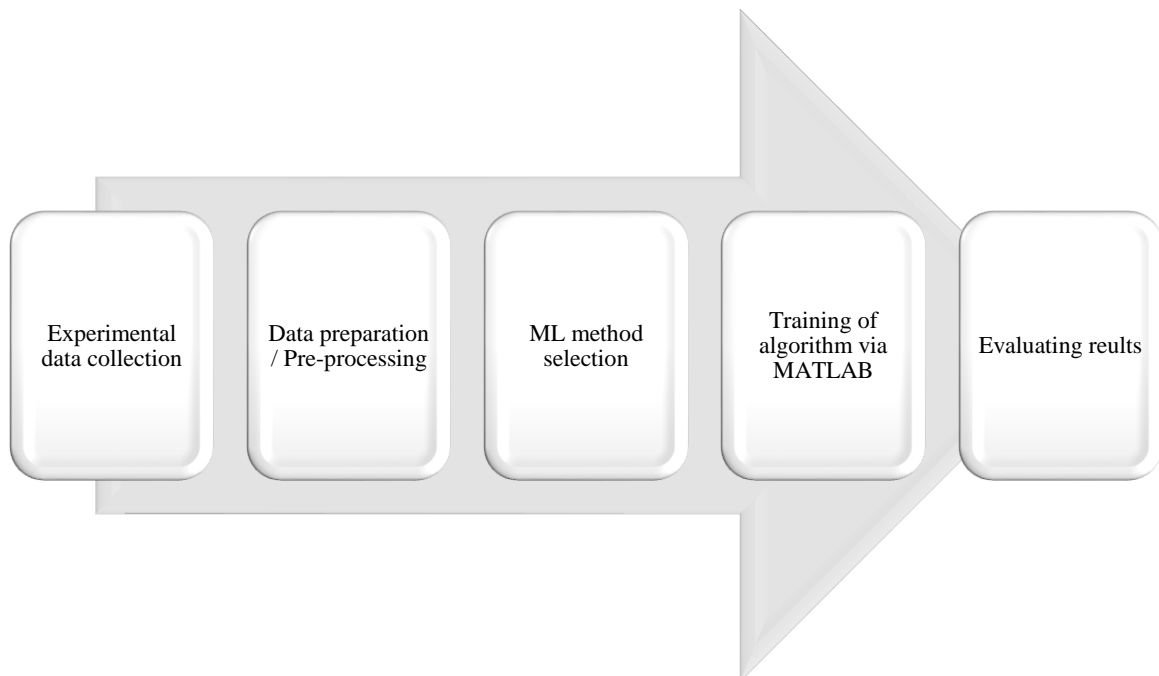 Experimental
data collection
Data preparation
/ Pre-processing
ML method
selection
Training of
algorithm via
MATLAB
Evaluating reults